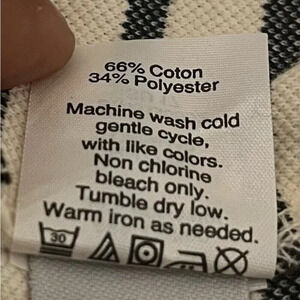 66% Coton
34% Polyester
Machine wash cold
gentle cycle,
with like colors.
Non chlorine
bleach only.
Tumble dry low.
Warm iron as needed.
30